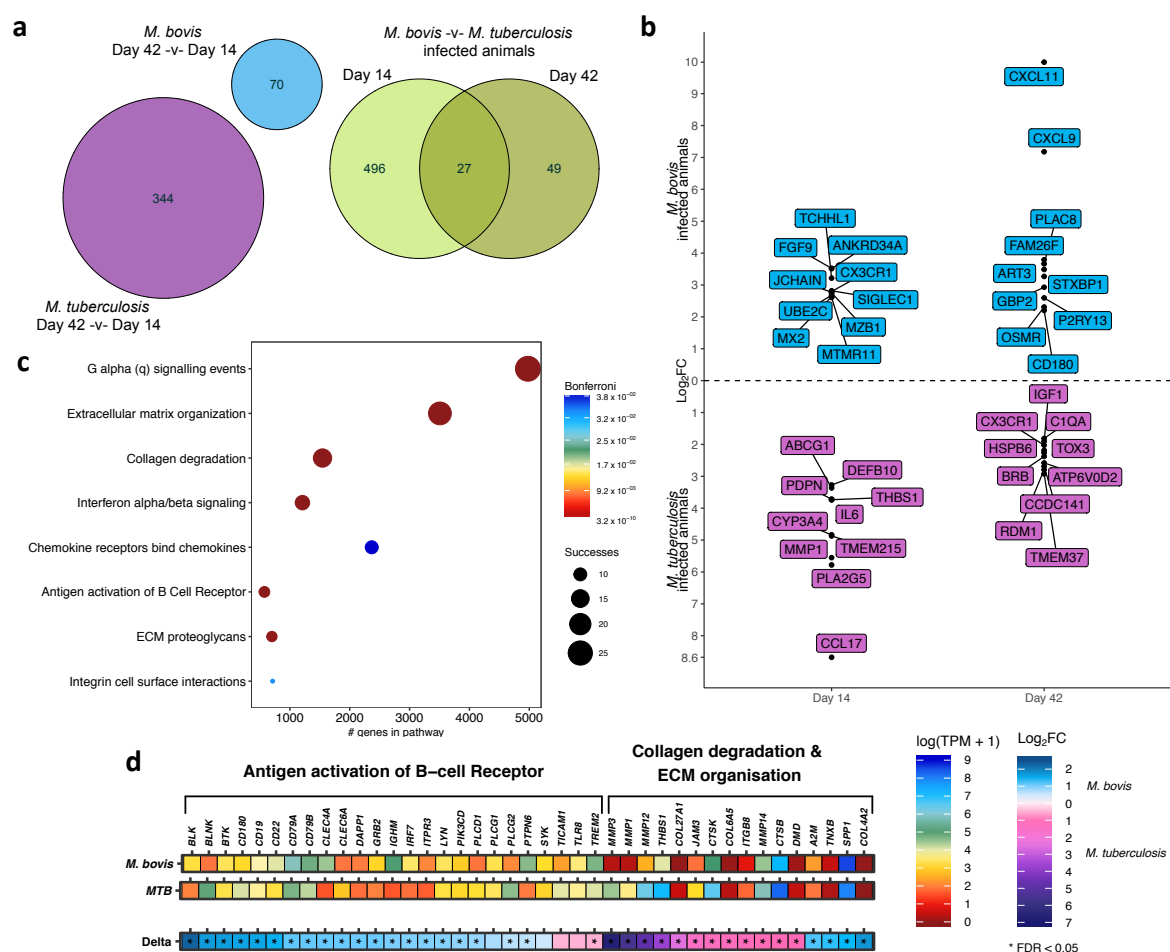 a
M. bovis
Day 42 -v- Day 14
70
344
M. tuberculosis
Day 42 -v- Day 14
M. bovis -v- M. tuberculosis
infected animals
Day 14
Day 42
496
27
49
b
10
9
8
7
6
5
4
3
2
1
0
1
2
3
4
5
6
8
8.6
M. bovis
infected animals
Log2FC
M. tuberculosis
infected animals
CXCL11
CXCL9
TCHHL1
PLAC8
FGF9
ANKRD34A
FAM26F
JCHAIN
CX3CR1
ART3
STXBP1
SIGLEC1
GBP2
UBE2C
MZB1
P2RY13
MX2
OSMR
MTMR11
CD180
IGF1
CX3CR1
C1QA
ABCG1
HSPB6
TOX3
DEFB10
BRB
ATP6V0D2
PDPN
THBS1
CCDC141
CYP3A4
IL6
RDM1
MMP1
TMEM215
TMEM37
PLA2G5
CCL17
Day 14
Day 42
c
G alpha (q) signalling events
Extracellular matrix organization
Collagen degradation
Interferon alpha/beta signaling
Chemokine receptors bind chemokines
Antigen activation of B Cell Receptor
ECM proteoglycans
Integrin cell surface interactions
1000 2000 3000 4000 5000
# genes in pathway
Bonferroni
3.8 x 10−02
3.2 x 10−02
2.5 x 10−02
1.7 x 10−02
9.2 x 10−03
3.2 x 10−10
Successes
10
15
20
25
d
Antigen activation of B−cell Receptor
Collagen degradation &
ECM organisation
BLK BLNK BTK CD180 CD19 CD22 CD79A CD79B CLEC4A CLEC6A DAPP1 GRB2 IGHM IRF7 ITPR3 LYN PIK3CD PLCD1 PLCG1 PLCG2 PTPN6 SYK TICAM1 TLR8 TREM2 MMP3 MMP1 MMP12 THBS1 COL27A1 JAM3 CTSK COL6A5 ITGB8 MMP14 CTSB DMD A2M TNXB SPP1 COL4A2
M. bovis
MTB
Delta
* * * * * * * * * * * * * * * * * * * * * * * * * * * * * * * * * * * * * *
log(TPM + 1)
9
8
7
6
5
4
3
2
1
0
Log2FC
2
1
0
1
2
3
4
5
6
7
M. bovis
M. tuberculosis
* FDR < 0.05